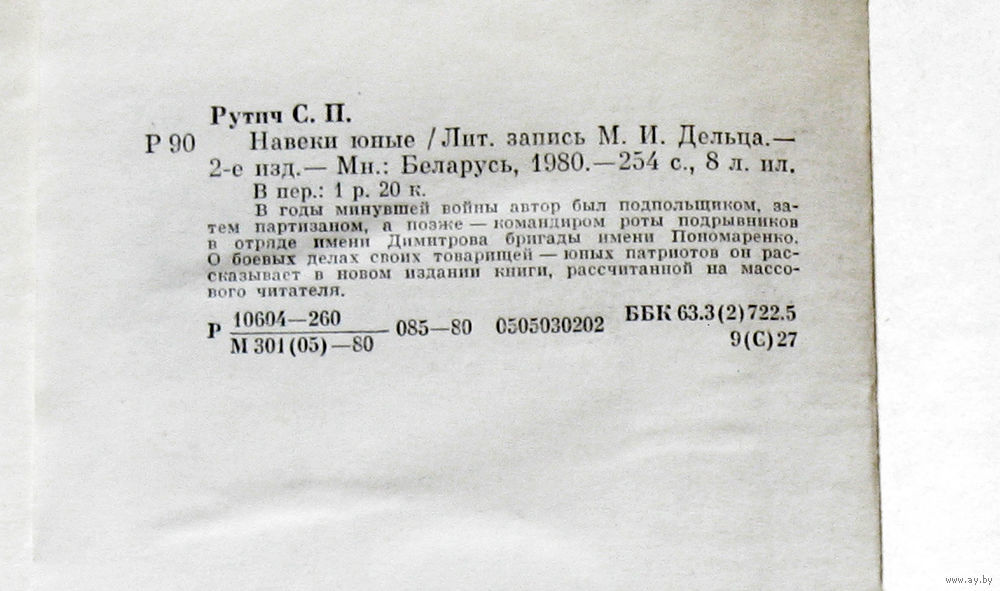 Рутич С. П.
Р 90 Навеки юные / Лит. запись М. И. Дельца.—
2-е изд.— Мн.: Беларусь, 1980.—254 с., 8 л. ил.
В пер.: 1 р. 20 к.
В годы минувшей войны автор был подпольщиком, за-
тем партизаном, а позже — командиром роты подрывников
в отряде имени Димитрова бригады имени Пономаренко.
О боевых делах своих товарищей — юных патриотов он рас-
сказывает в новом издании книги, рассчитанной на массо-
вого читателя.
Р 10604—260 085—80 0505030202 ББК 63.3(2)722.5
М 301(05)—80 9(С)27
www.ay.by